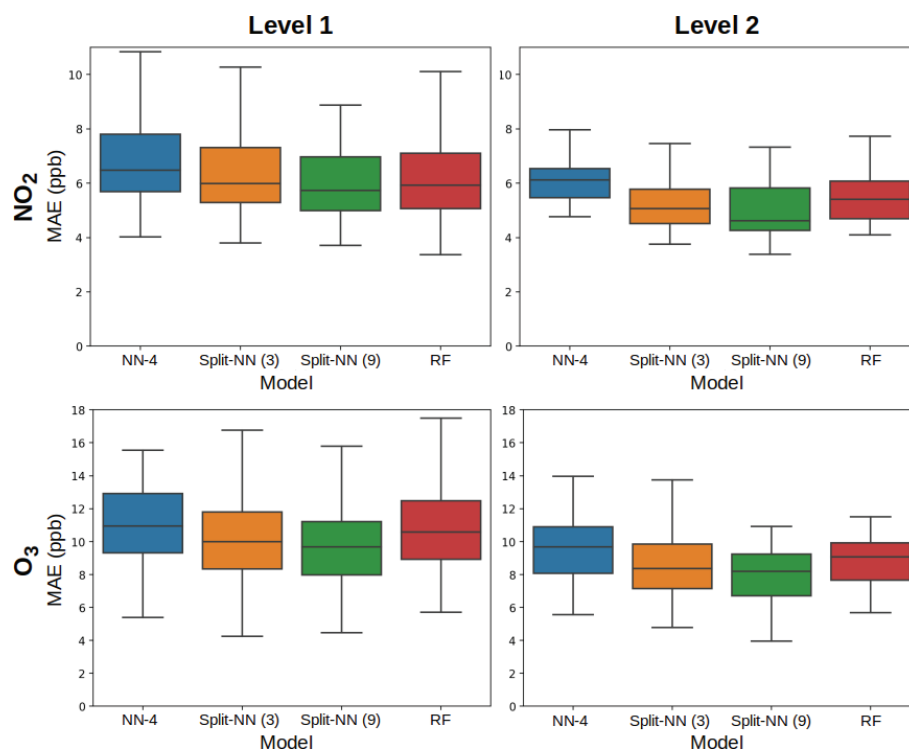 Level 1
Level 2
NO2
MAE (ppb)
10
8
6
4
2
0
NN-4 Split-NN (3) Split-NN (9) RF
Model
10
8
6
4
2
0
NN-4 Split-NN (3) Split-NN (9) RF
Model
O3
MAE (ppb)
18
16
14
12
10
8
6
4
2
0
NN-4 Split-NN (3) Split-NN (9) RF
Model
18
16
14
12
10
8
6
4
2
0
NN-4 Split-NN (3) Split-NN (9) RF
Model